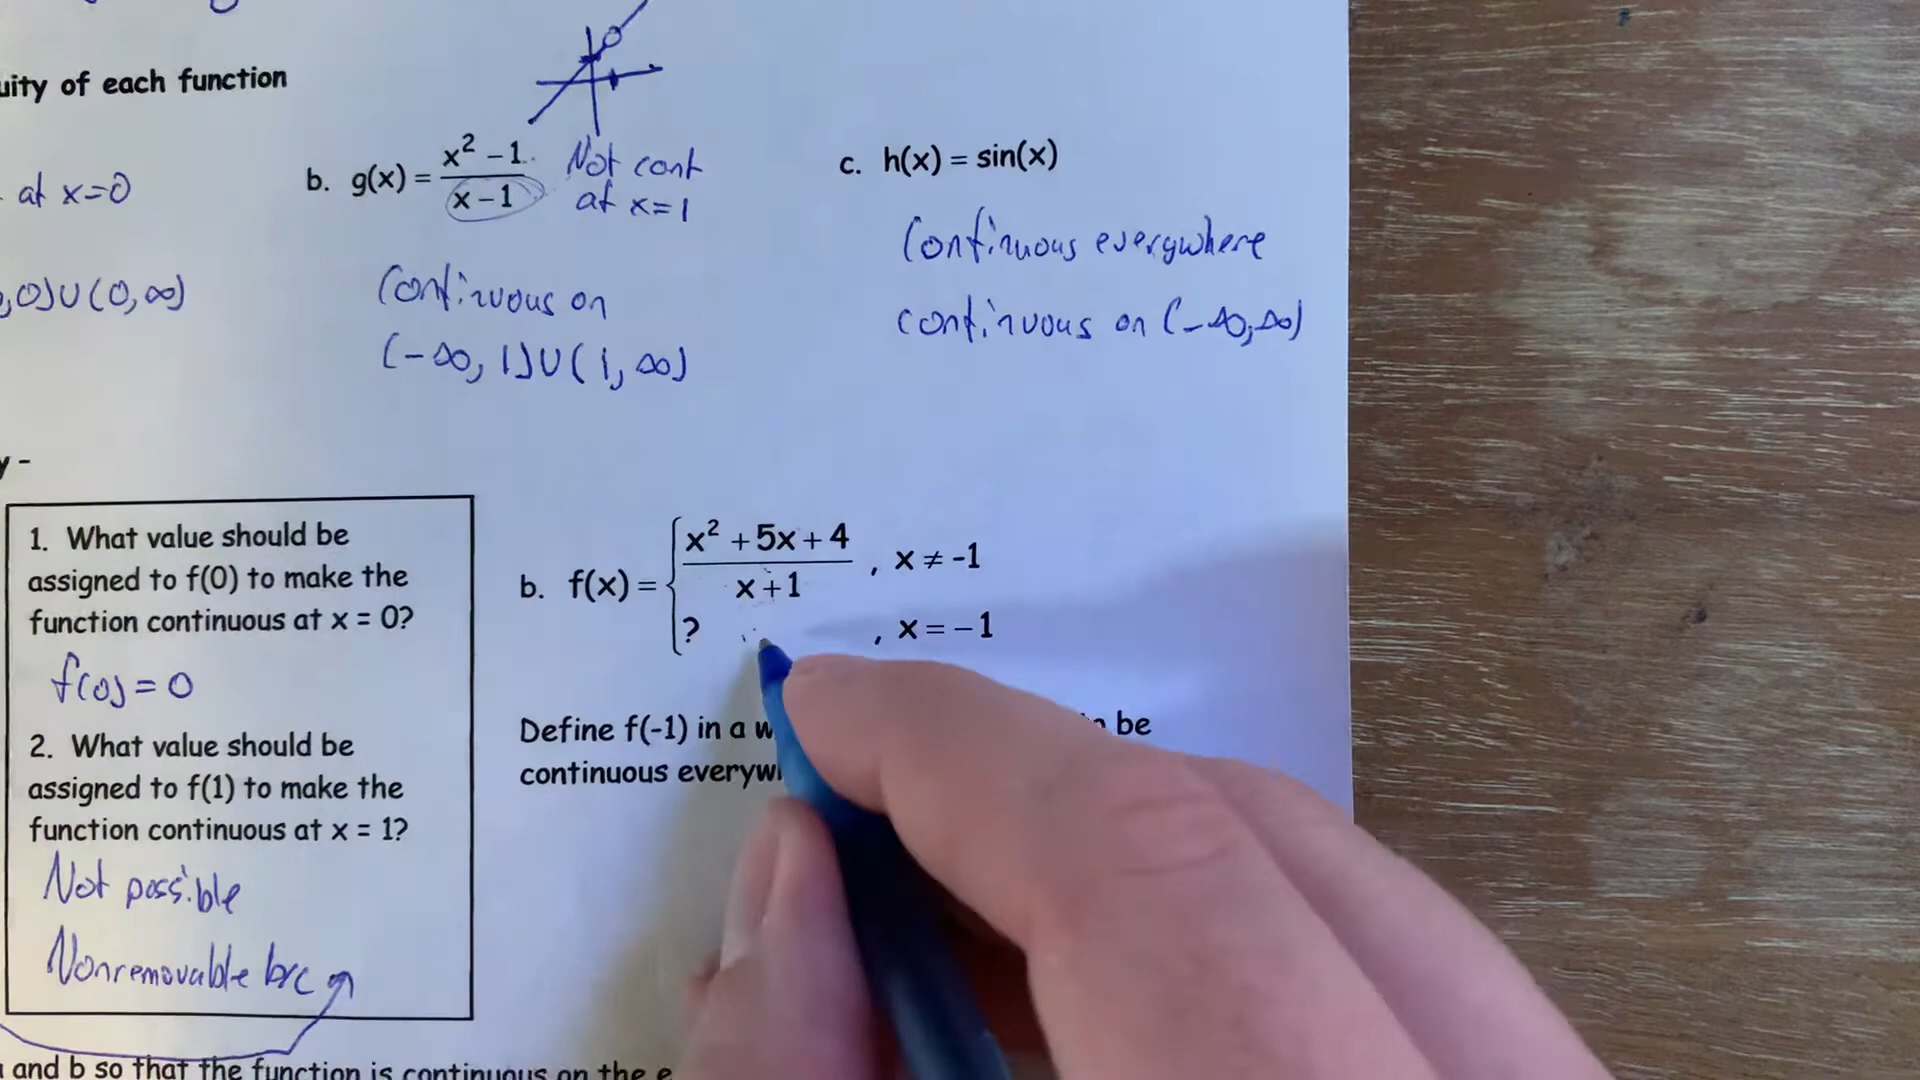 uity of each function
at x=0
b. g(x) = x² - 1 / x - 1
Not cont
at x=1
c. h(x) = sin(x)
,0)∪(0,∞)
Continuous on
(-∞, 1)∪(1, ∞)
Continuous everywhere
continuous on (-∞,∞)
y -
1. What value should be
assigned to f(0) to make the
function continuous at x = 0?
f(0) = 0
2. What value should be
assigned to f(1) to make the
function continuous at x = 1?
Not possible
Nonremovable
b. f(x) = { x² + 5x + 4 / x + 1 , x ≠ -1
? , x = -1
Define f(-1) in a w be
continuous everyw
and b so that the function is continuous on the e